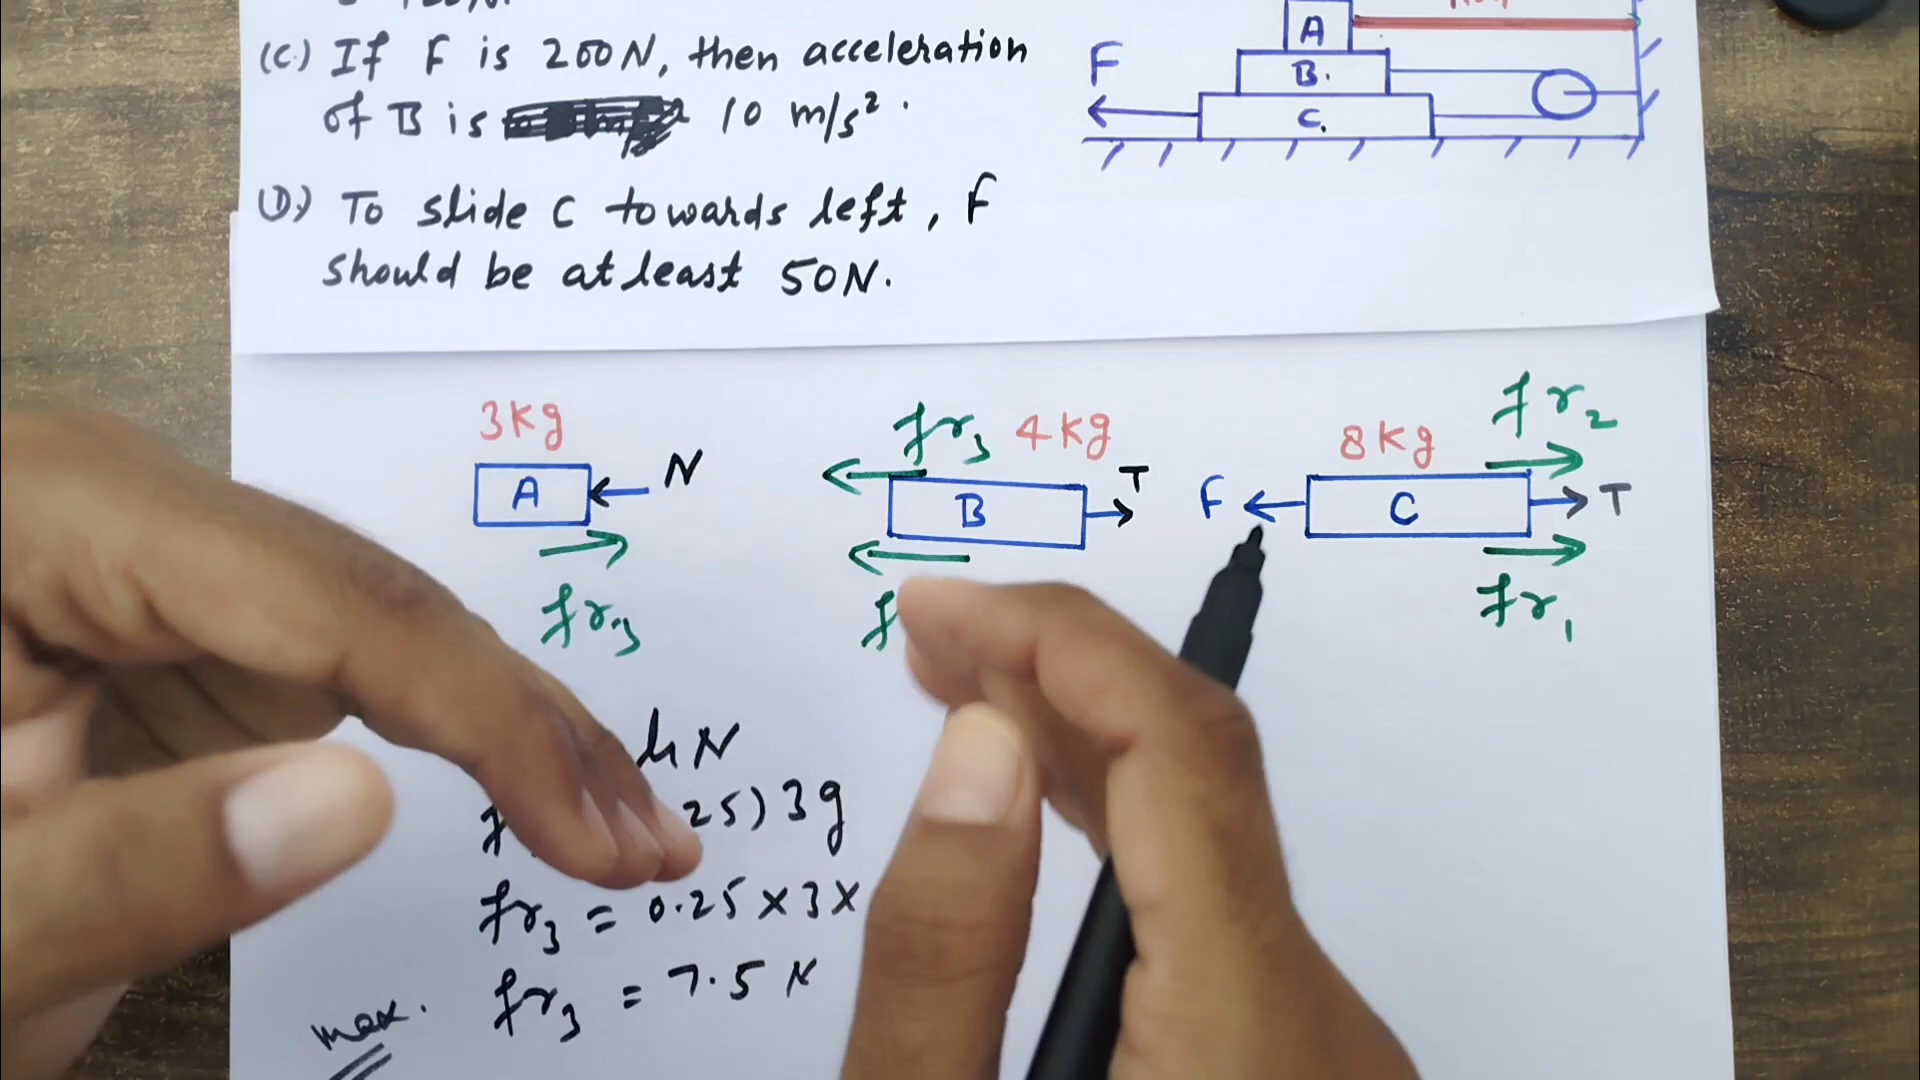 (C.) If F is 200N, then acceleration
of B is 10 m/s².
(D.) To slide C towards left, F
should be at least 50N.
A
B.
C.
F
3kg
A
N
fr₃
fr₃
4kg
B
T
8kg
F
C
T
fr₂
fr₁
μN
25)3g
fr₃ = 0.25 × 3 ×
fr₃ = 7.5 N
max.